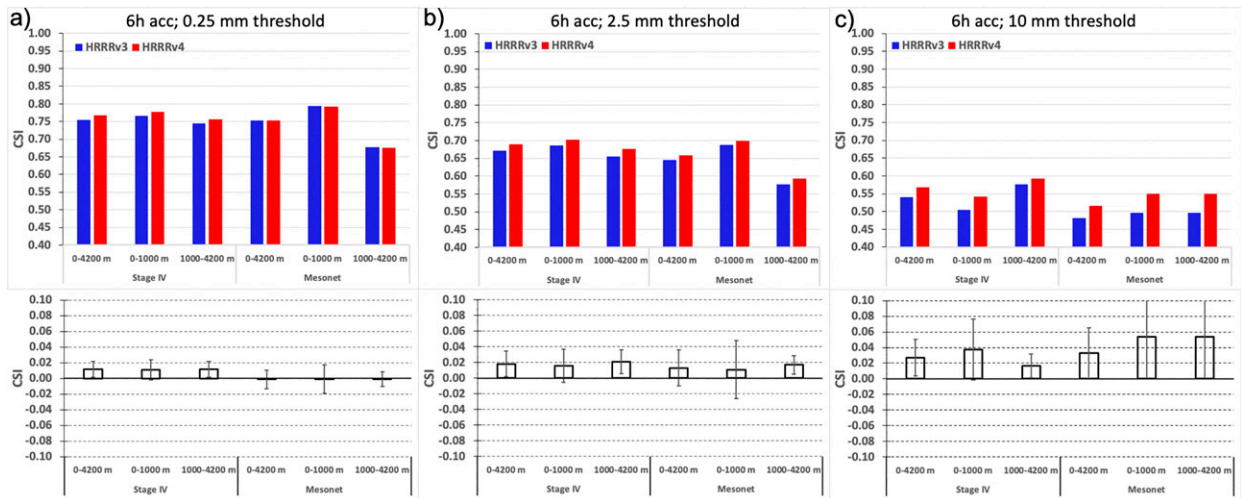 a)
6h acc; 0.25 mm threshold
1.00
0.95
0.90
0.85
0.80
0.75
0.70
0.65
0.60
0.55
0.50
0.45
0.40
CSI
HRRRv3 HRRRv4
0-4200 m 0-1000 m 1000-4200 m 0-4200 m 0-1000 m 1000-4200 m
Stage IV Mesonet
0.10
0.08
0.06
0.04
0.02
0.00
-0.02
-0.04
-0.06
-0.08
-0.10
CSI
0-4200 m 0-1000 m 1000-4200 m 0-4200 m 0-1000 m 1000-4200 m
Stage IV Mesonet
b)
6h acc; 2.5 mm threshold
1.00
0.95
0.90
0.85
0.80
0.75
0.70
0.65
0.60
0.55
0.50
0.45
0.40
CSI
HRRRv3 HRRRv4
0-4200 m 0-1000 m 1000-4200 m 0-4200 m 0-1000 m 1000-4200 m
Stage IV Mesonet
0.10
0.08
0.06
0.04
0.02
0.00
-0.02
-0.04
-0.06
-0.08
-0.10
CSI
0-4200 m 0-1000 m 1000-4200 m 0-4200 m 0-1000 m 1000-4200 m
Stage IV Mesonet
c)
6h acc; 10 mm threshold
1.00
0.95
0.90
0.85
0.80
0.75
0.70
0.65
0.60
0.55
0.50
0.45
0.40
CSI
HRRRv3 HRRRv4
0-4200 m 0-1000 m 1000-4200 m 0-4200 m 0-1000 m 1000-4200 m
Stage IV Mesonet
0.10
0.08
0.06
0.04
0.02
0.00
-0.02
-0.04
-0.06
-0.08
-0.10
CSI
0-4200 m 0-1000 m 1000-4200 m 0-4200 m 0-1000 m 1000-4200 m
Stage IV Mesonet